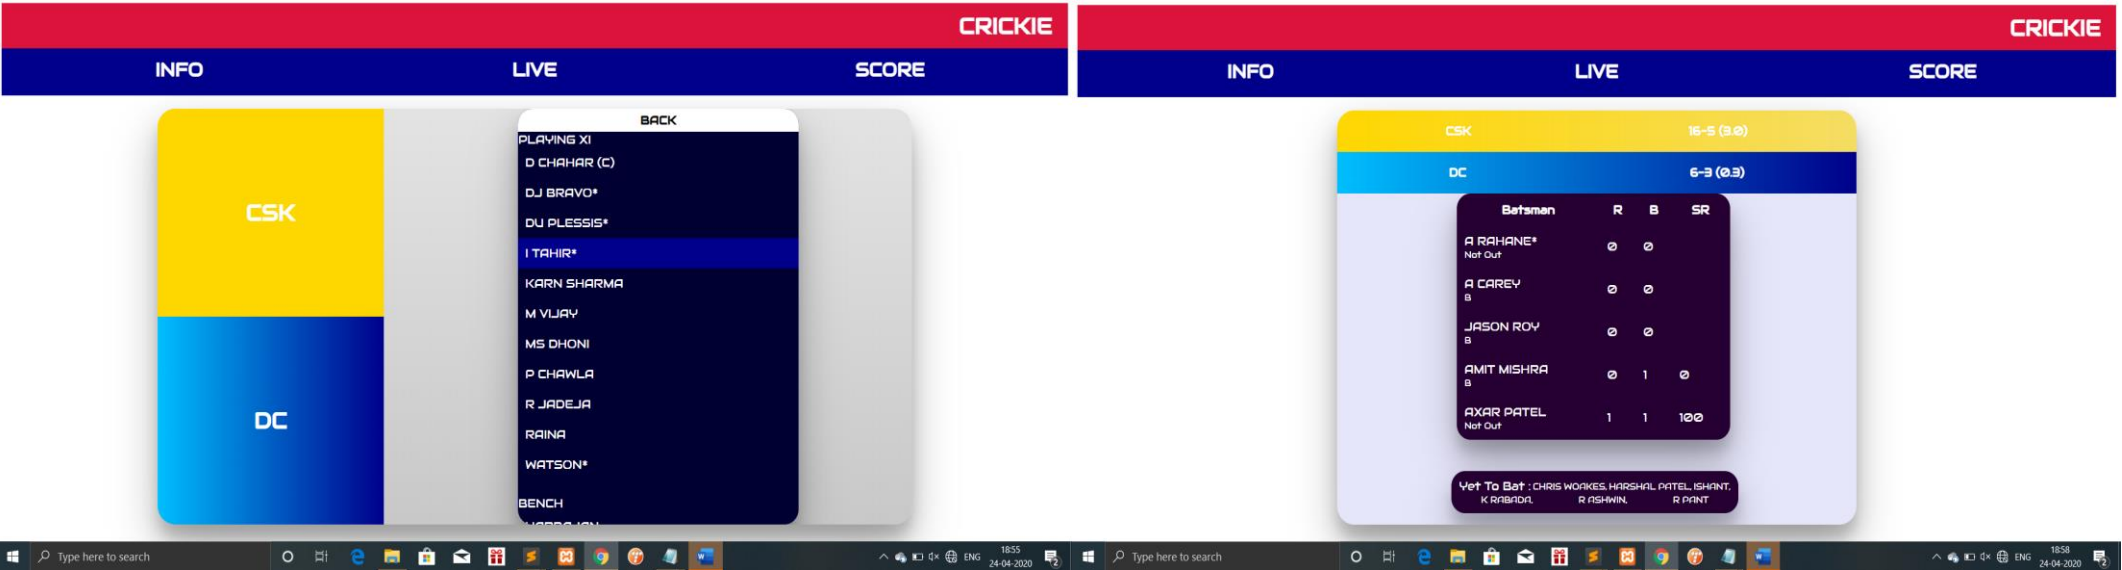 CRICKIE
INFO LIVE SCORE
CSK
DC
BACK
PLAYING XI
D CHAHAR (C)
DJ BRAVO*
DU PLESSIS*
I TAHIR*
KARN SHARMA
M VIJAY
MS DHONI
P CHAWLA
R JADEJA
RAINA
WATSON*
BENCH
Type here to search
ENG
18:55
24-04-2020
2
CRICKIE
INFO LIVE SCORE
CSK 16-5 (3.0)
DC 6-3 (0.3)
Batsman R B SR
A RAHANE* 0 0
Not Out
A CAREY 0 0
B
JASON ROY 0 0
B
AMIT MISHRA 0 1 0
B
AXAR PATEL 1 1 100
Not Out
Yet To Bat : CHRIS WOAKES, HARSHAL PATEL, ISHANT,
K RABADA, R ASHWIN, R PANT
Type here to search
ENG
18:58
24-04-2020
2